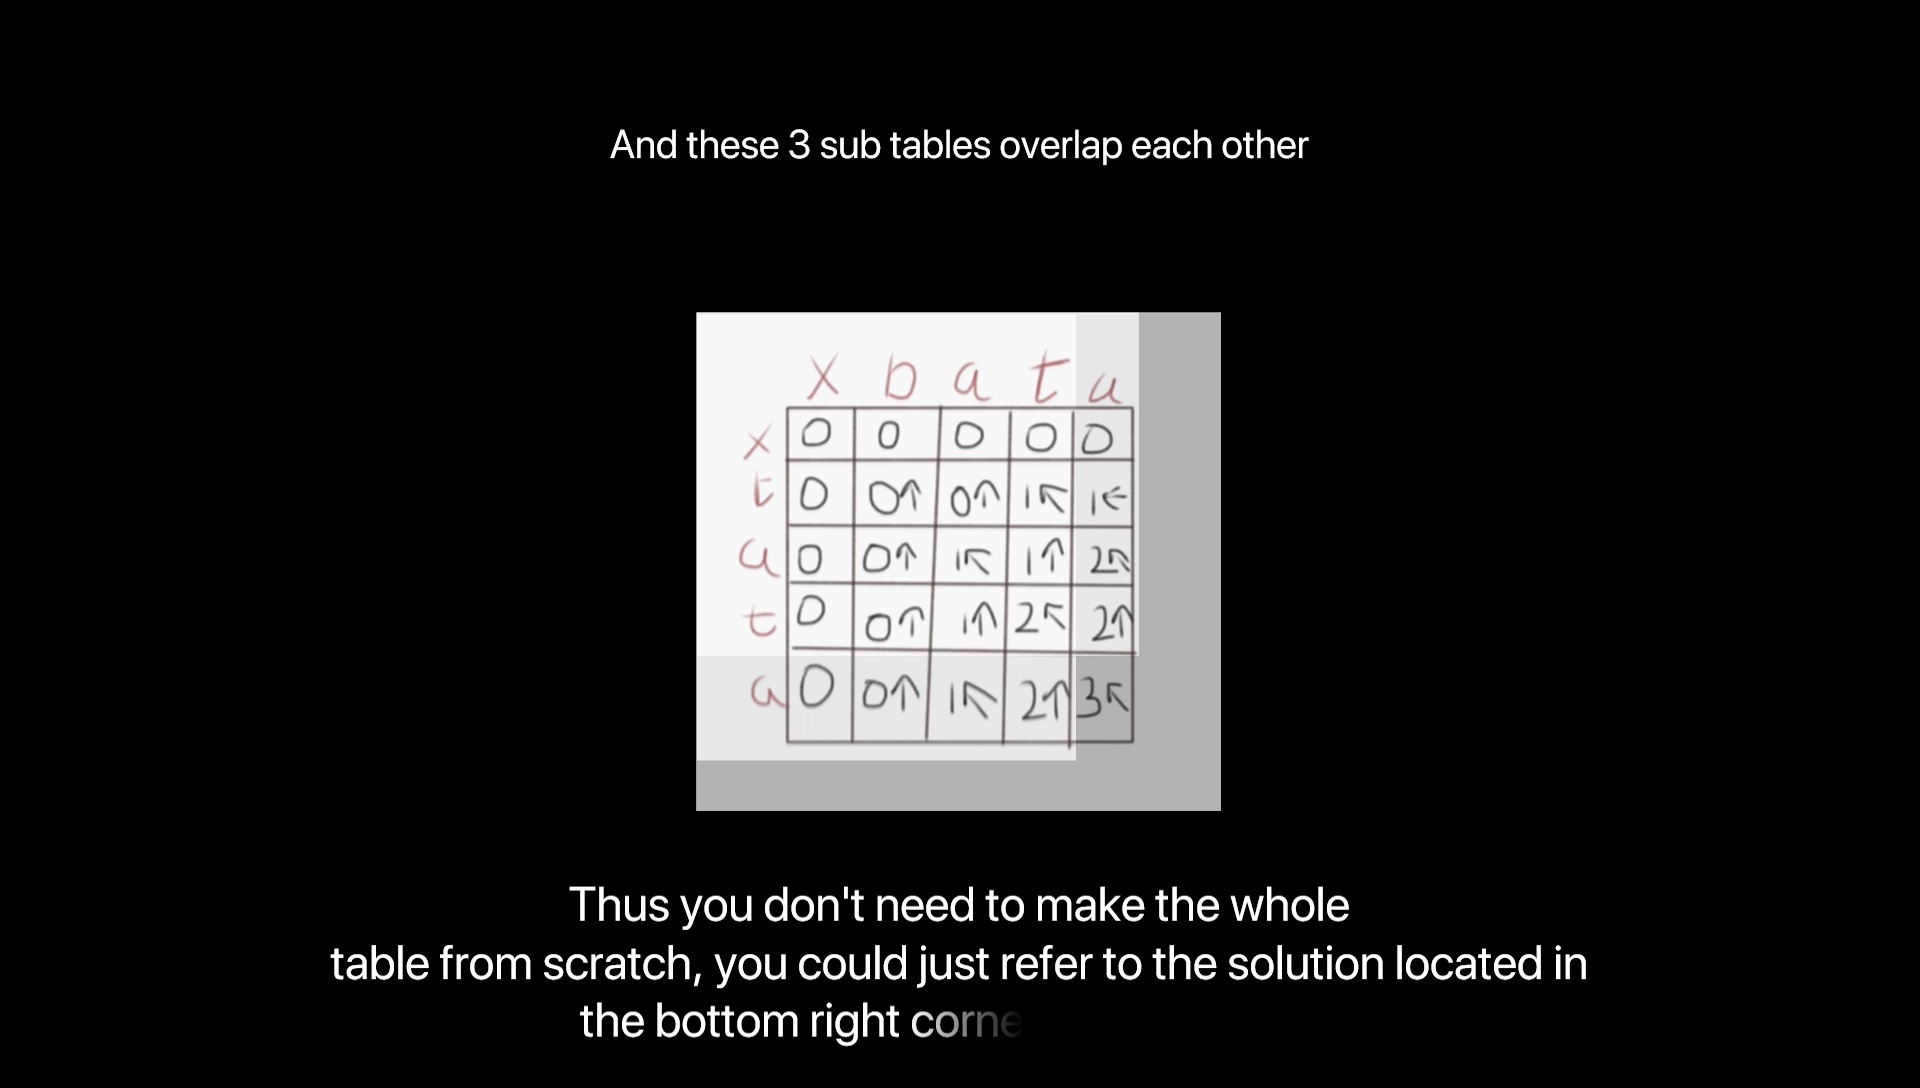 And these 3 sub tables overlap each other
x b a t a
x 0 0 0 0 0
t 0 0↑ 0↑ 1↖ 1←
a 0 0↑ 1↖ 1↑ 2↖
t 0 0↑ 1↑ 2↖ 2↑
a 0 0↑ 1↖ 2↑ 3↖
Thus you don't need to make the whole
table from scratch, you could just refer to the solution located in
the bottom right corne